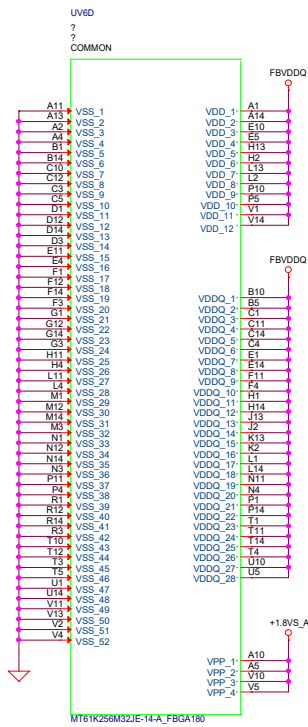 UV6D
?
?
COMMON
A11 VSS_1
A13 VSS_2
A2 VSS_3
A4 VSS_4
B1 VSS_5
B14 VSS_6
C10 VSS_7
C12 VSS_8
C3 VSS_9
C5 VSS_10
D1 VSS_11
D12 VSS_12
D14 VSS_13
D3 VSS_14
E11 VSS_15
E4 VSS_16
F1 VSS_17
F12 VSS_18
F14 VSS_19
F3 VSS_20
G1 VSS_21
G12 VSS_22
G14 VSS_23
G3 VSS_24
H11 VSS_25
H4 VSS_26
L11 VSS_27
L4 VSS_28
M1 VSS_29
M12 VSS_30
M14 VSS_31
M3 VSS_32
N1 VSS_33
N12 VSS_34
N14 VSS_35
N3 VSS_36
P11 VSS_37
P4 VSS_38
R1 VSS_39
R12 VSS_40
R14 VSS_41
R3 VSS_42
T10 VSS_43
T12 VSS_44
T3 VSS_45
T5 VSS_46
U1 VSS_47
U14 VSS_48
V11 VSS_49
V13 VSS_50
V2 VSS_51
V4 VSS_52
FBVDDQ
VDD_1 A1
VDD_2 A14
VDD_3 E10
VDD_4 E5
VDD_5 H13
VDD_6 H2
VDD_7 L13
VDD_8 L2
VDD_9 P10
VDD_10 P5
VDD_11 V1
VDD_12 V14
FBVDDQ
VDDQ_1 B10
VDDQ_2 B5
VDDQ_3 C1
VDDQ_4 C11
VDDQ_5 C14
VDDQ_6 C4
VDDQ_7 E1
VDDQ_8 E14
VDDQ_9 F11
VDDQ_10 F4
VDDQ_11 H1
VDDQ_12 H14
VDDQ_13 J13
VDDQ_14 J2
VDDQ_15 K13
VDDQ_16 K2
VDDQ_17 L1
VDDQ_18 L14
VDDQ_19 N11
VDDQ_20 N4
VDDQ_21 P1
VDDQ_22 P14
VDDQ_23 T1
VDDQ_24 T11
VDDQ_25 T14
VDDQ_26 T4
VDDQ_27 U10
VDDQ_28 U5
+1.8VS_A
VPP_1 A10
VPP_2 A5
VPP_3 V10
VPP_4 V5
MT61K256M32JE-14-A_FBGA180